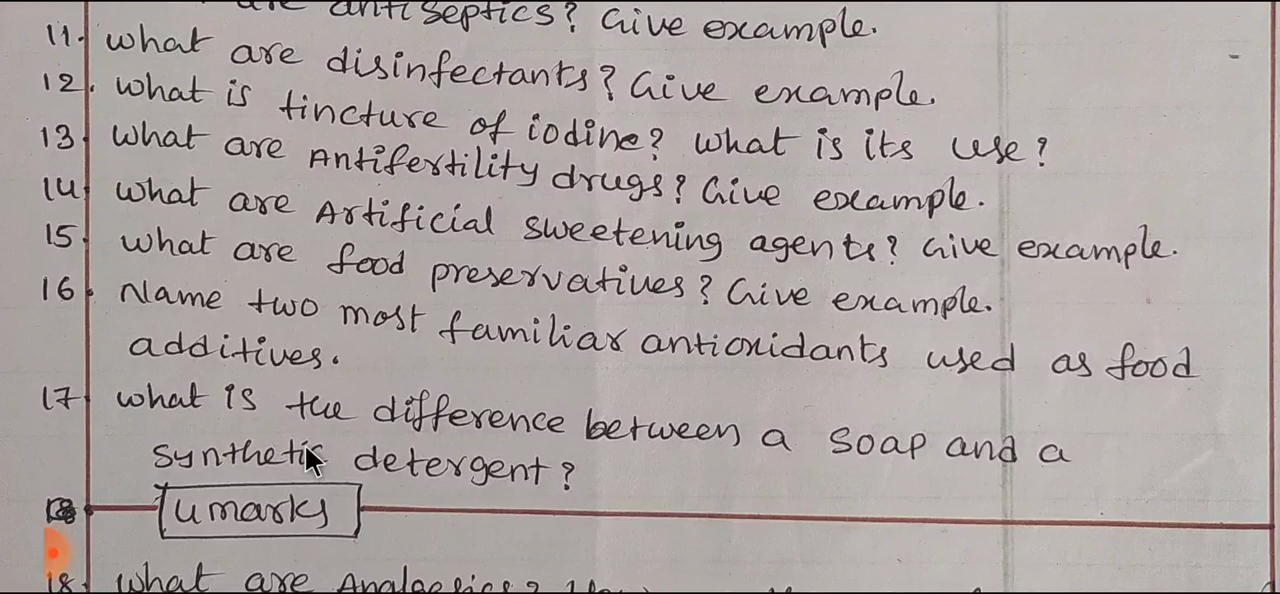 are antiseptics? Give example.
11. What are disinfectants? Give example.
12. What is tincture of iodine? What is its use?
13. What are Antifertility drugs? Give example.
14. What are Artificial sweetening agents? Give example.
15. What are food preservatives? Give example.
16. Name two most familiar antioxidants used as food
additives.
17. What is the difference between a soap and a
synthetic detergent?
4 marks
18. What are Analgesics?